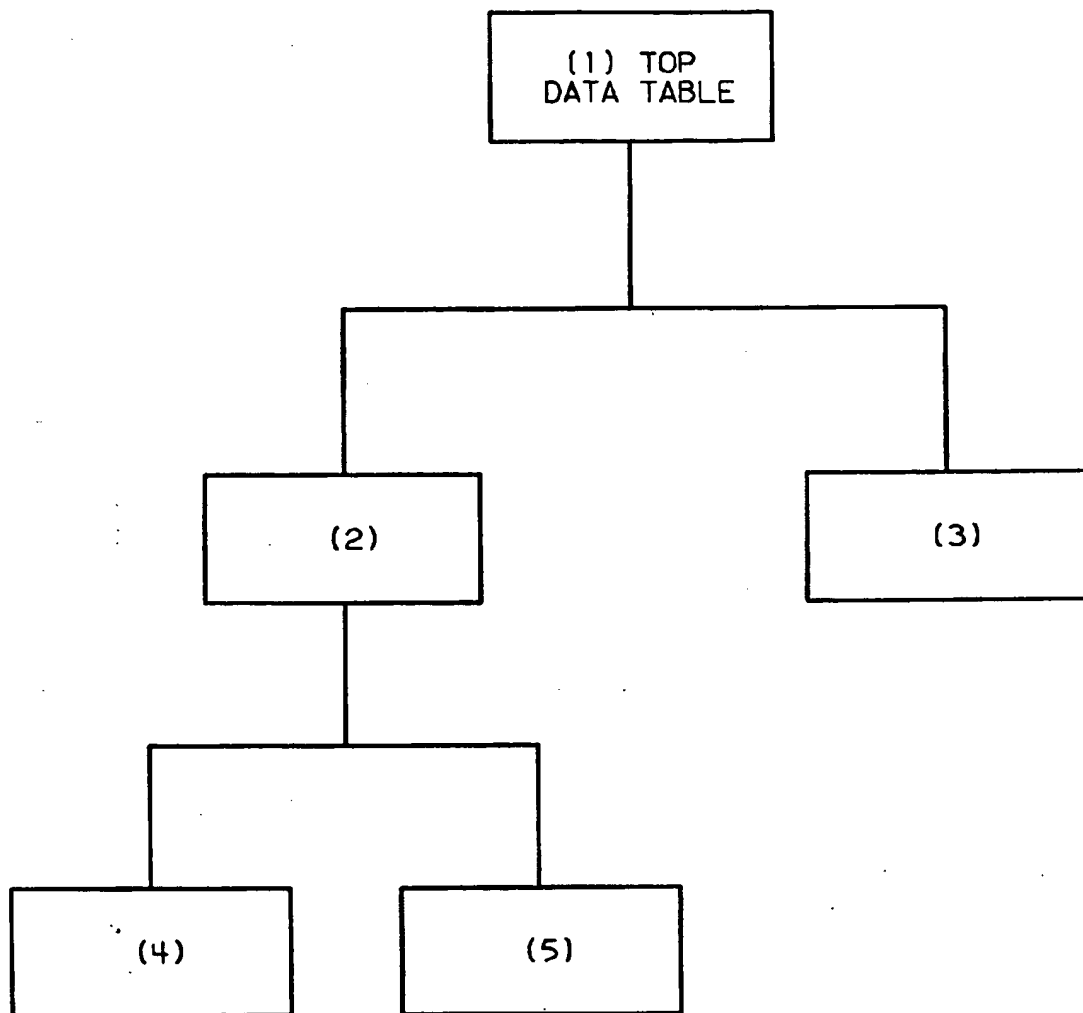 (1) TOP
DATA TABLE
(2)
(3)
(4)
(5)